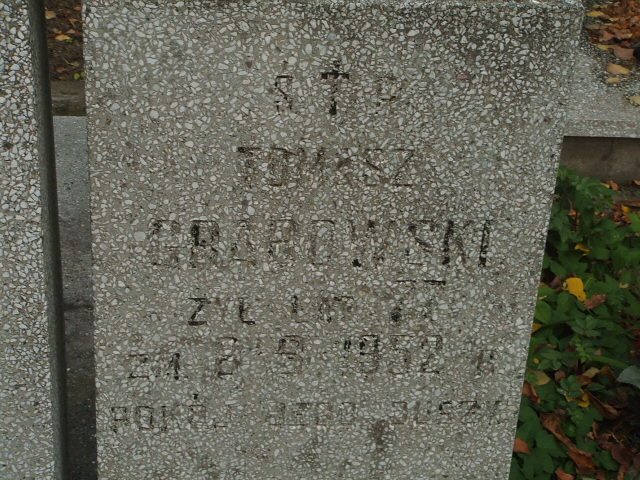 Ś † P
TOMASZ
GRABOWSKI
ŻYŁ LAT
ZM. 1952 R
POKÓJ JEGO DUSZY